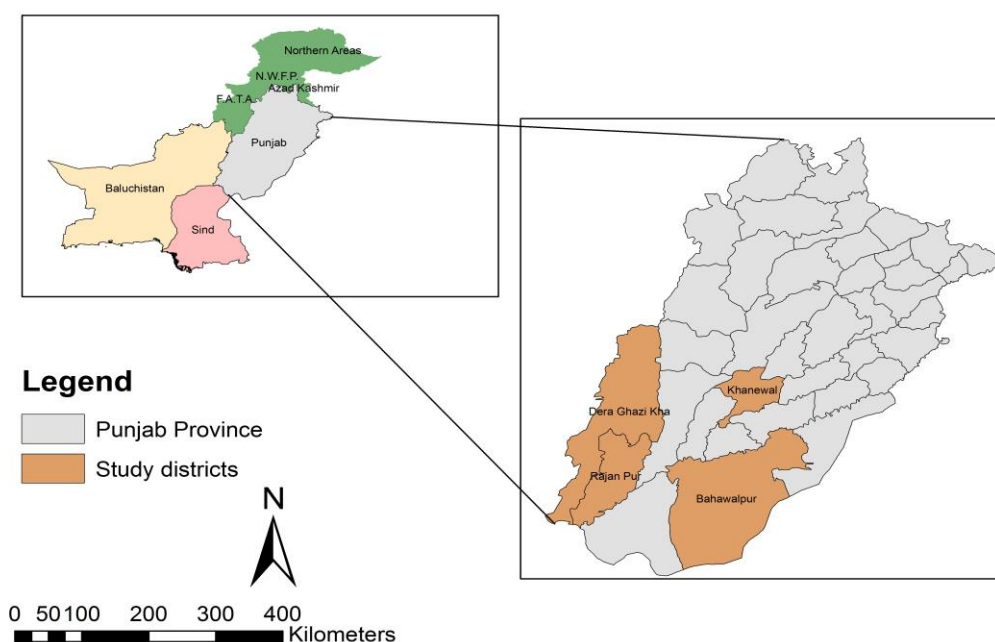 Northern Areas
N.W.F.P.
Azad Kashmir
F.A.T.A.
Punjab
Baluchistan
Sind
Khanewal
Dera Ghazi Kha
Rajan Pur
Bahawalpur
Legend
Punjab Province
Study districts
N
0 50 100 200 300 400
Kilometers